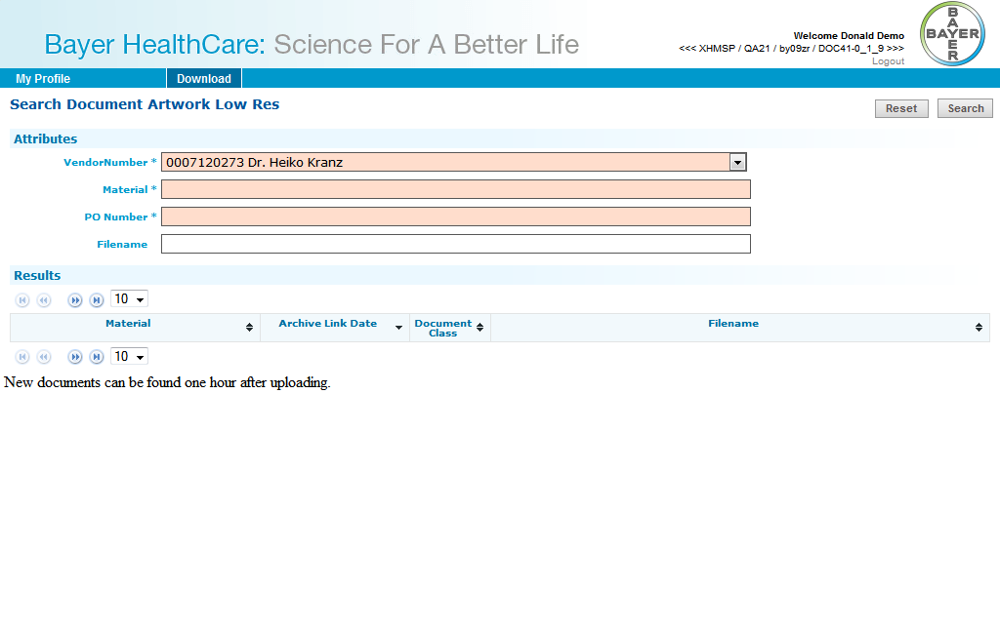 Bayer HealthCare: Science For A Better Life
Welcome Donald Demo
<<< XHMSP / QA21 / by09zr / DOC41-0_1_9 >>>
Logout
BAYER
BAYER
My Profile
Download
Search Document Artwork Low Res
Reset
Search
Attributes
VendorNumber * 0007120273 Dr. Heiko Kranz
Material *
PO Number *
Filename
Results
10
Material Archive Link Date Document Class Filename
10
New documents can be found one hour after uploading.